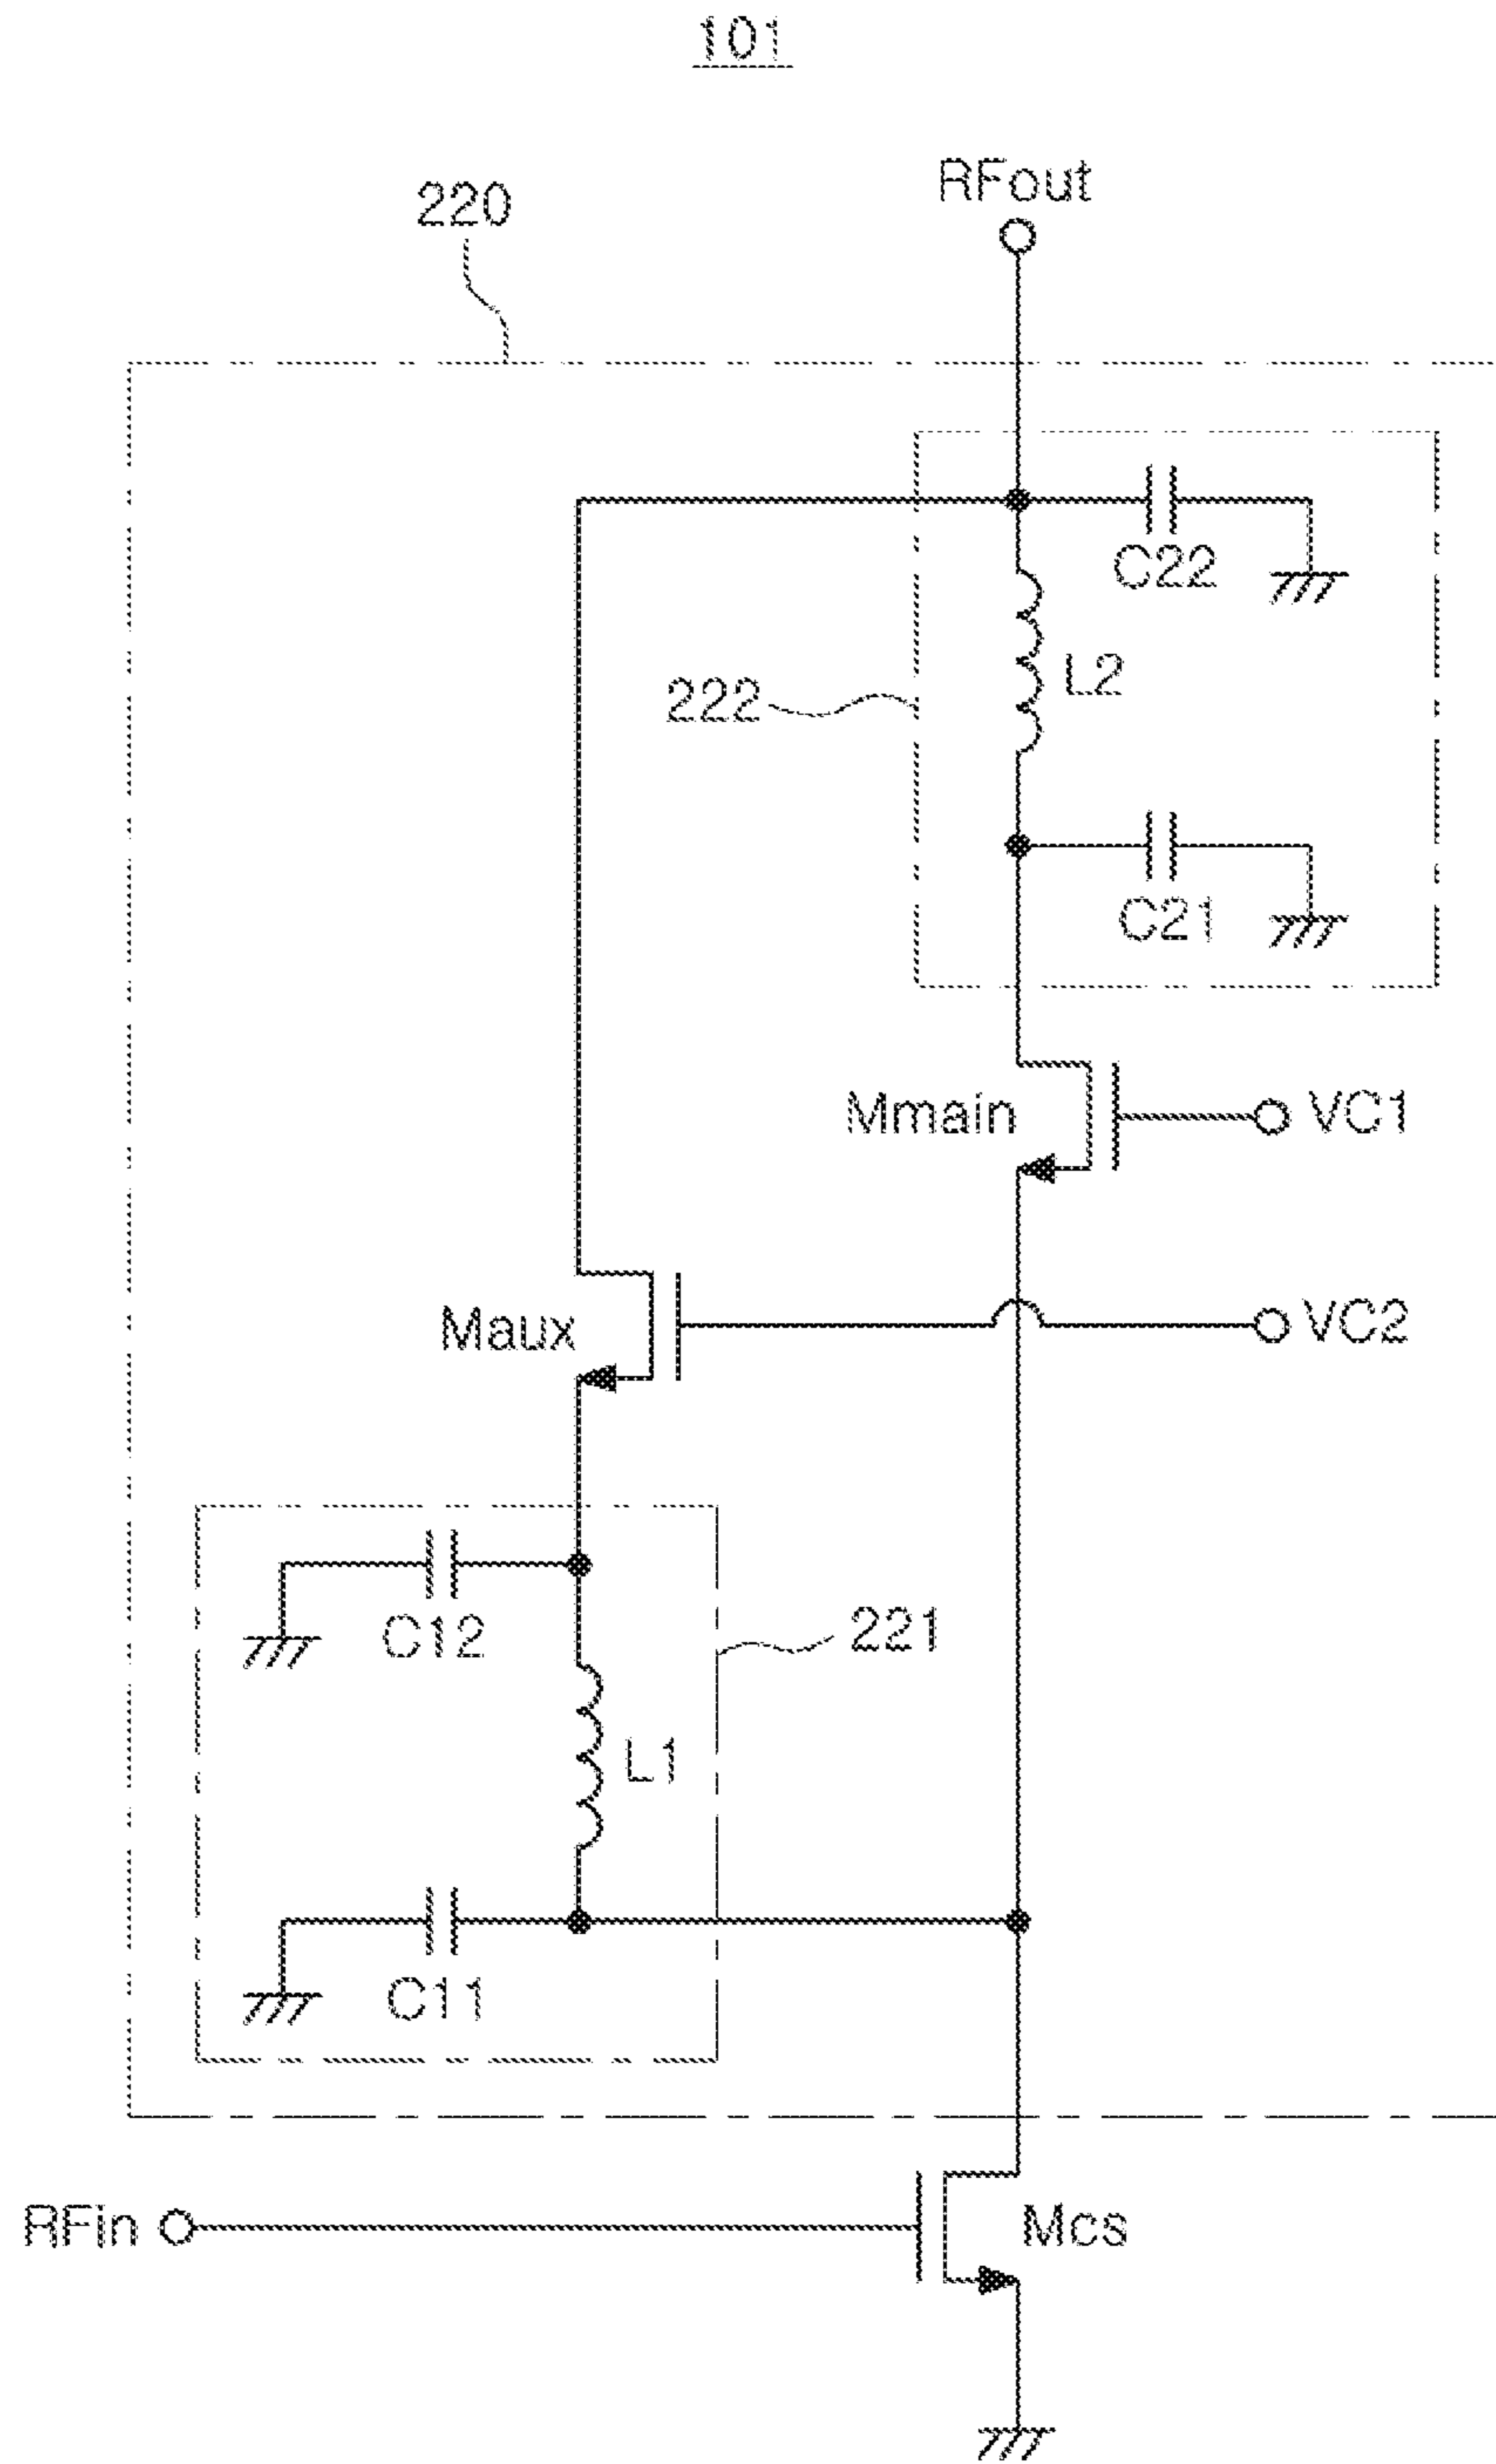 101
RFout
220
C22
L2
222
C21
Mmain
VC1
Maux
VC2
C12
221
L1
C11
RFin
Mcs